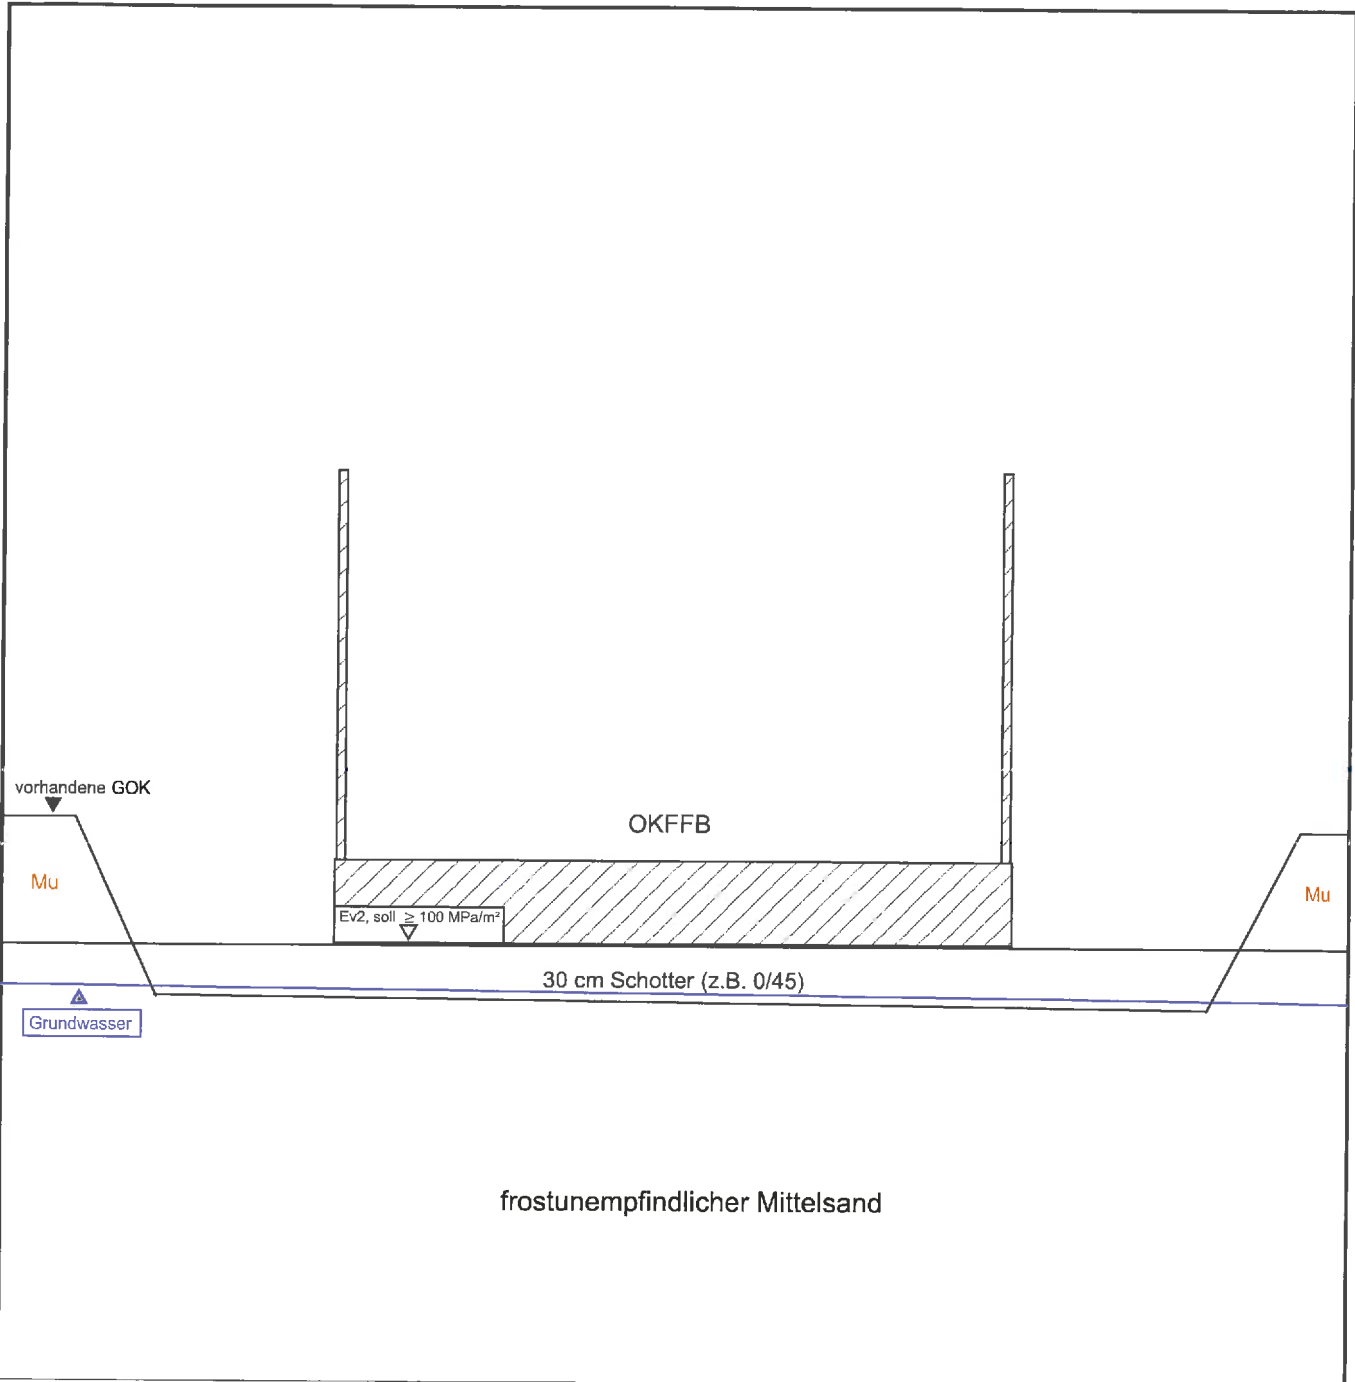 vorhandene GOK
OKFFB
Mu
Mu
Ev2, soll ≥ 100 MPa/m²
30 cm Schotter (z.B. 0/45)
Grundwasser
frostunempfindlicher Mittelsand